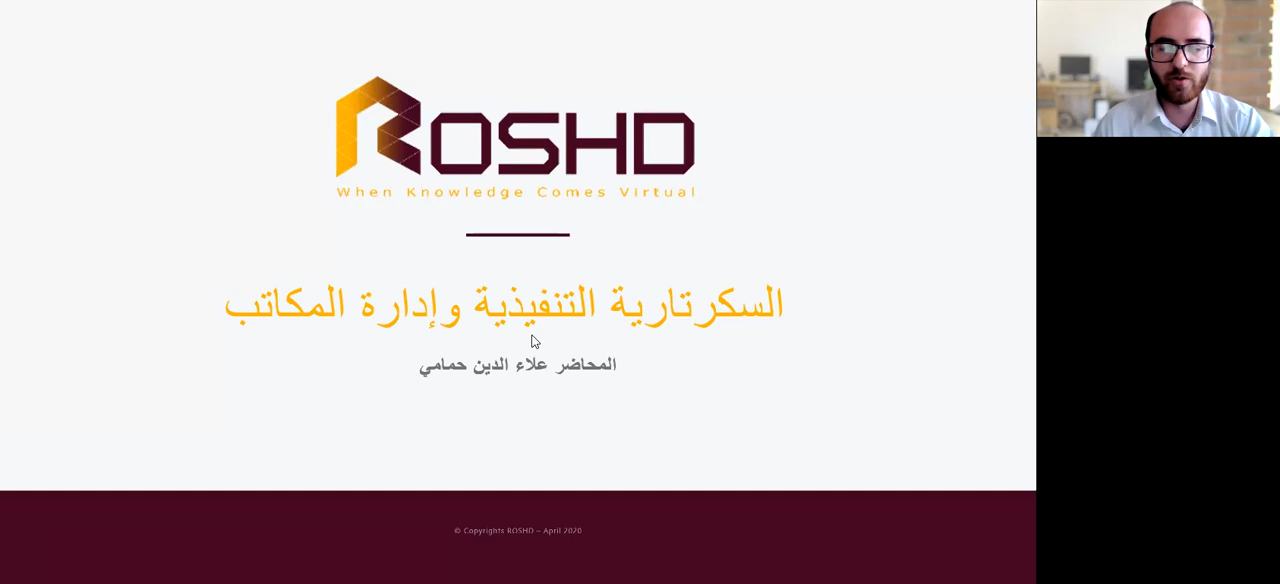 ROSHD
When Knowledge Comes Virtual
السكرتارية التنفيذية وإدارة المكاتب
المحاضر علاء الدين حمامي
© Copyrights ROSHD – April 2020